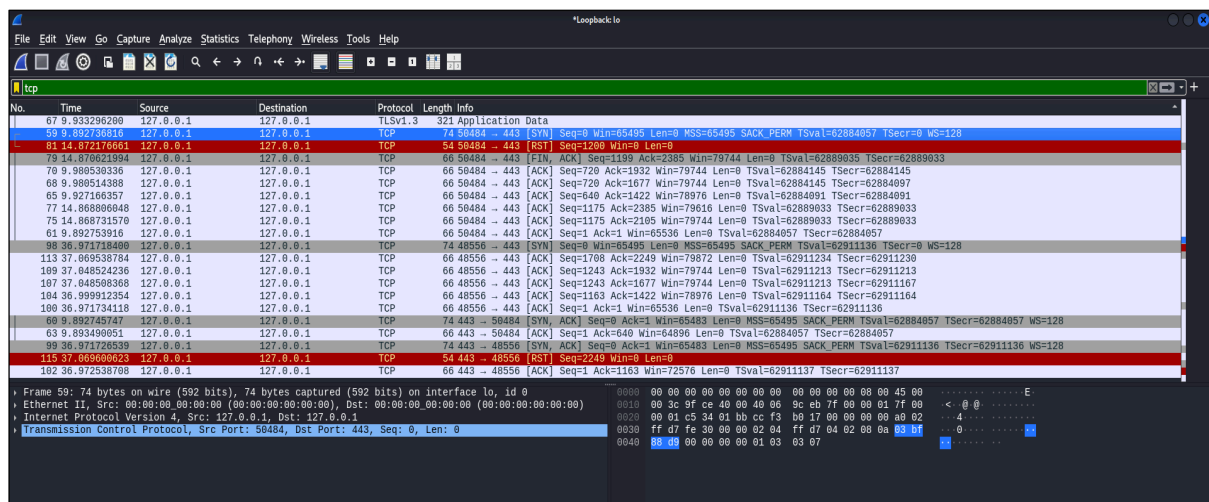 *Loopback: lo
File Edit View Go Capture Analyze Statistics Telephony Wireless Tools Help
tcp
No. Time Source Destination Protocol Length Info
67 9.933296200 127.0.0.1 127.0.0.1 TLSv1.3 321 Application Data
59 9.892736816 127.0.0.1 127.0.0.1 TCP 74 50484 → 443 [SYN] Seq=0 Win=65495 Len=0 MSS=65495 SACK_PERM TSval=62884057 TSecr=0 WS=128
81 14.872176661 127.0.0.1 127.0.0.1 TCP 54 50484 → 443 [RST] Seq=1200 Win=0 Len=0
79 14.870621994 127.0.0.1 127.0.0.1 TCP 66 50484 → 443 [FIN, ACK] Seq=1199 Ack=2385 Win=79744 Len=0 TSval=62889035 TSecr=62889033
70 9.980530336 127.0.0.1 127.0.0.1 TCP 66 50484 → 443 [ACK] Seq=720 Ack=1932 Win=79744 Len=0 TSval=62884145 TSecr=62884145
68 9.980514388 127.0.0.1 127.0.0.1 TCP 66 50484 → 443 [ACK] Seq=720 Ack=1677 Win=79744 Len=0 TSval=62884145 TSecr=62884097
65 9.927166357 127.0.0.1 127.0.0.1 TCP 66 50484 → 443 [ACK] Seq=640 Ack=1422 Win=78976 Len=0 TSval=62884091 TSecr=62884091
77 14.868806048 127.0.0.1 127.0.0.1 TCP 66 50484 → 443 [ACK] Seq=1175 Ack=2385 Win=79616 Len=0 TSval=62889033 TSecr=62889033
75 14.868731570 127.0.0.1 127.0.0.1 TCP 66 50484 → 443 [ACK] Seq=1175 Ack=2105 Win=79744 Len=0 TSval=62889033 TSecr=62889033
61 9.892753916 127.0.0.1 127.0.0.1 TCP 66 50484 → 443 [ACK] Seq=1 Ack=1 Win=65536 Len=0 TSval=62884057 TSecr=62884057
98 36.971718400 127.0.0.1 127.0.0.1 TCP 74 48556 → 443 [SYN] Seq=0 Win=65495 Len=0 MSS=65495 SACK_PERM TSval=62911136 TSecr=0 WS=128
113 37.069538784 127.0.0.1 127.0.0.1 TCP 66 48556 → 443 [ACK] Seq=1708 Ack=2249 Win=79872 Len=0 TSval=62911234 TSecr=62911230
109 37.048524236 127.0.0.1 127.0.0.1 TCP 66 48556 → 443 [ACK] Seq=1243 Ack=1932 Win=79744 Len=0 TSval=62911213 TSecr=62911213
107 37.048508368 127.0.0.1 127.0.0.1 TCP 66 48556 → 443 [ACK] Seq=1243 Ack=1677 Win=79744 Len=0 TSval=62911213 TSecr=62911167
104 36.999912354 127.0.0.1 127.0.0.1 TCP 66 48556 → 443 [ACK] Seq=1163 Ack=1422 Win=78976 Len=0 TSval=62911164 TSecr=62911164
100 36.971734118 127.0.0.1 127.0.0.1 TCP 66 48556 → 443 [ACK] Seq=1 Ack=1 Win=65536 Len=0 TSval=62911136 TSecr=62911136
60 9.892745747 127.0.0.1 127.0.0.1 TCP 74 443 → 50484 [SYN, ACK] Seq=0 Ack=1 Win=65483 Len=0 MSS=65495 SACK_PERM TSval=62884057 TSecr=62884057 WS=128
63 9.893490051 127.0.0.1 127.0.0.1 TCP 66 443 → 50484 [ACK] Seq=1 Ack=640 Win=64896 Len=0 TSval=62884057 TSecr=62884057
99 36.971726539 127.0.0.1 127.0.0.1 TCP 74 443 → 48556 [SYN, ACK] Seq=0 Ack=1 Win=65483 Len=0 MSS=65495 SACK_PERM TSval=62911136 TSecr=62911136 WS=128
115 37.069600623 127.0.0.1 127.0.0.1 TCP 54 443 → 48556 [RST] Seq=2249 Win=0 Len=0
102 36.972538708 127.0.0.1 127.0.0.1 TCP 66 443 → 48556 [ACK] Seq=1 Ack=1163 Win=72576 Len=0 TSval=62911137 TSecr=62911137
Frame 59: 74 bytes on wire (592 bits), 74 bytes captured (592 bits) on interface lo, id 0
Ethernet II, Src: 00:00:00_00:00:00 (00:00:00:00:00:00), Dst: 00:00:00_00:00:00 (00:00:00:00:00:00)
Internet Protocol Version 4, Src: 127.0.0.1, Dst: 127.0.0.1
Transmission Control Protocol, Src Port: 50484, Dst Port: 443, Seq: 0, Len: 0
0000 00 00 00 00 00 00 00 00 00 00 00 00 08 00 45 00 ········ ······E·
0010 00 3c 9f ce 40 00 40 06 9c eb 7f 00 00 01 7f 00 ·<··@·@· ········
0020 00 01 c5 34 01 bb cc f3 b0 17 00 00 00 00 a0 02 ···4···· ········
0030 ff d7 fe 30 00 00 02 04 ff d7 04 02 08 0a 03 bf ···0···· ········
0040 88 d9 00 00 00 00 01 03 03 07 ········ ··